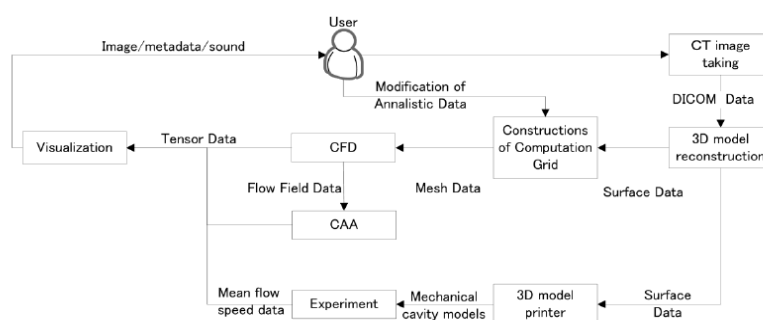 User
Image/metadata/sound
CT image
taking
Modification of
Annalistic Data
DICOM Data
Visualization
Tensor Data
CFD
Constructions
of Computation
Grid
3D model
reconstruction
Flow Field Data
Mesh Data
Surface Data
CAA
Mean flow
speed data
Experiment
Mechanical
cavity models
3D model
printer
Surface
Data